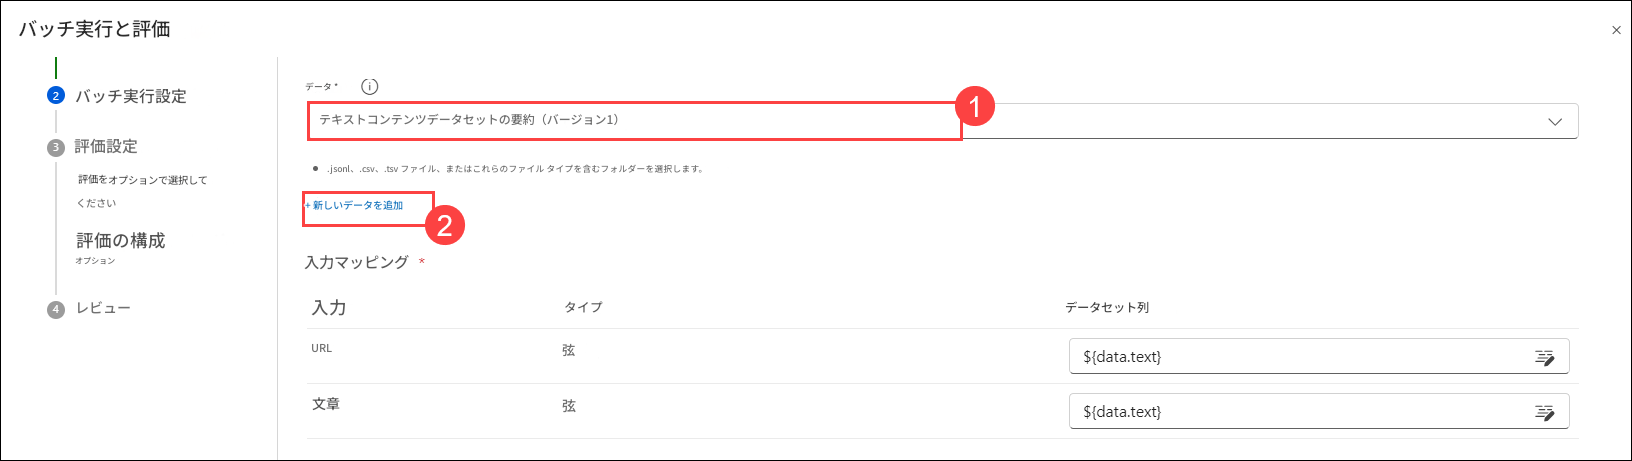 バッチ実行と評価
2 バッチ実行設定
3 評価設定
評価をオプションで選択して
ください
評価の構成
オプション
4 レビュー
データ *
テキストコンテンツデータセットの要約（バージョン1）
1
.jsonl、.csv、.tsv ファイル、またはこれらのファイル タイプを含むフォルダーを選択します。
+ 新しいデータを追加
2
入力マッピング *
入力 タイプ データセット列
URL 弦 ${data.text}
文章 弦 ${data.text}